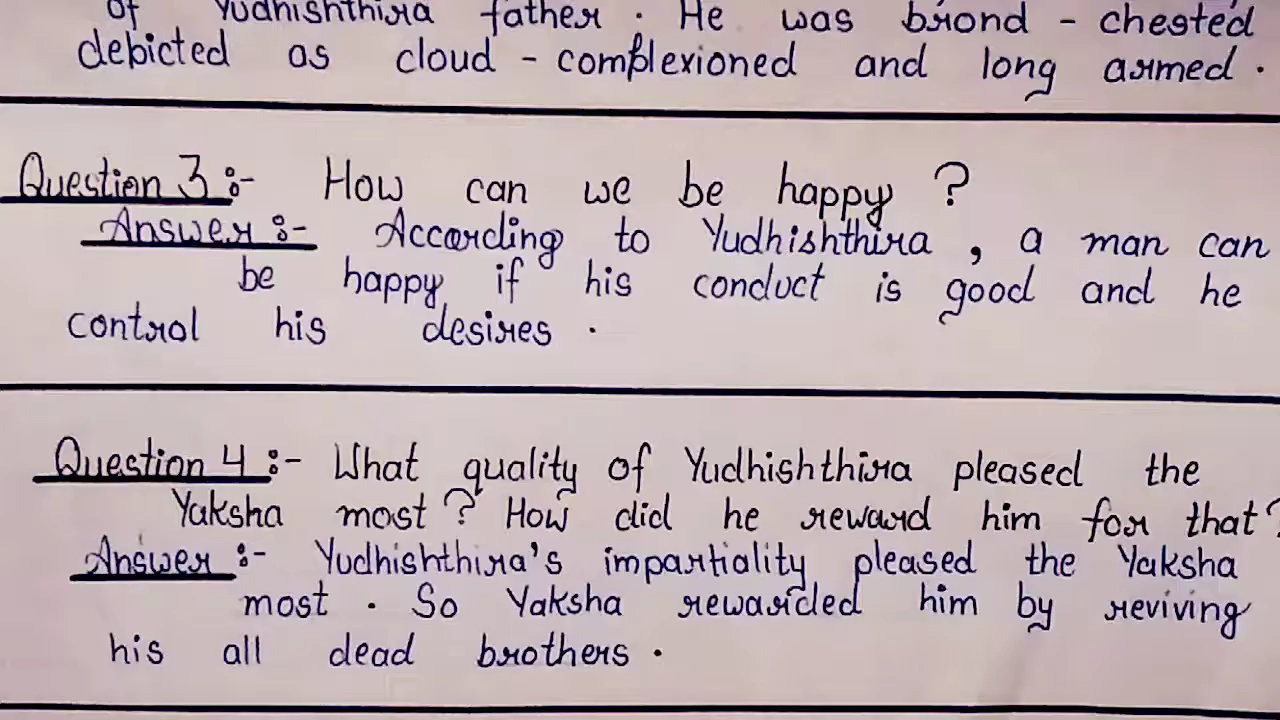 of Yudhishthira father. He was broad - chested
debicted as cloud - complexioned and long armed.
Question 3 :- How can we be happy ?
Answer :- According to Yudhishthira , a man can
be happy if his conduct is good and he
control his desires .
Question 4 :- What quality of Yudhishthira pleased the
Yaksha most ? How did he reward him for that ?
Answer :- Yudhishthira's impartiality pleased the Yaksha
most . So Yaksha rewarded him by reviving
his all dead brothers .